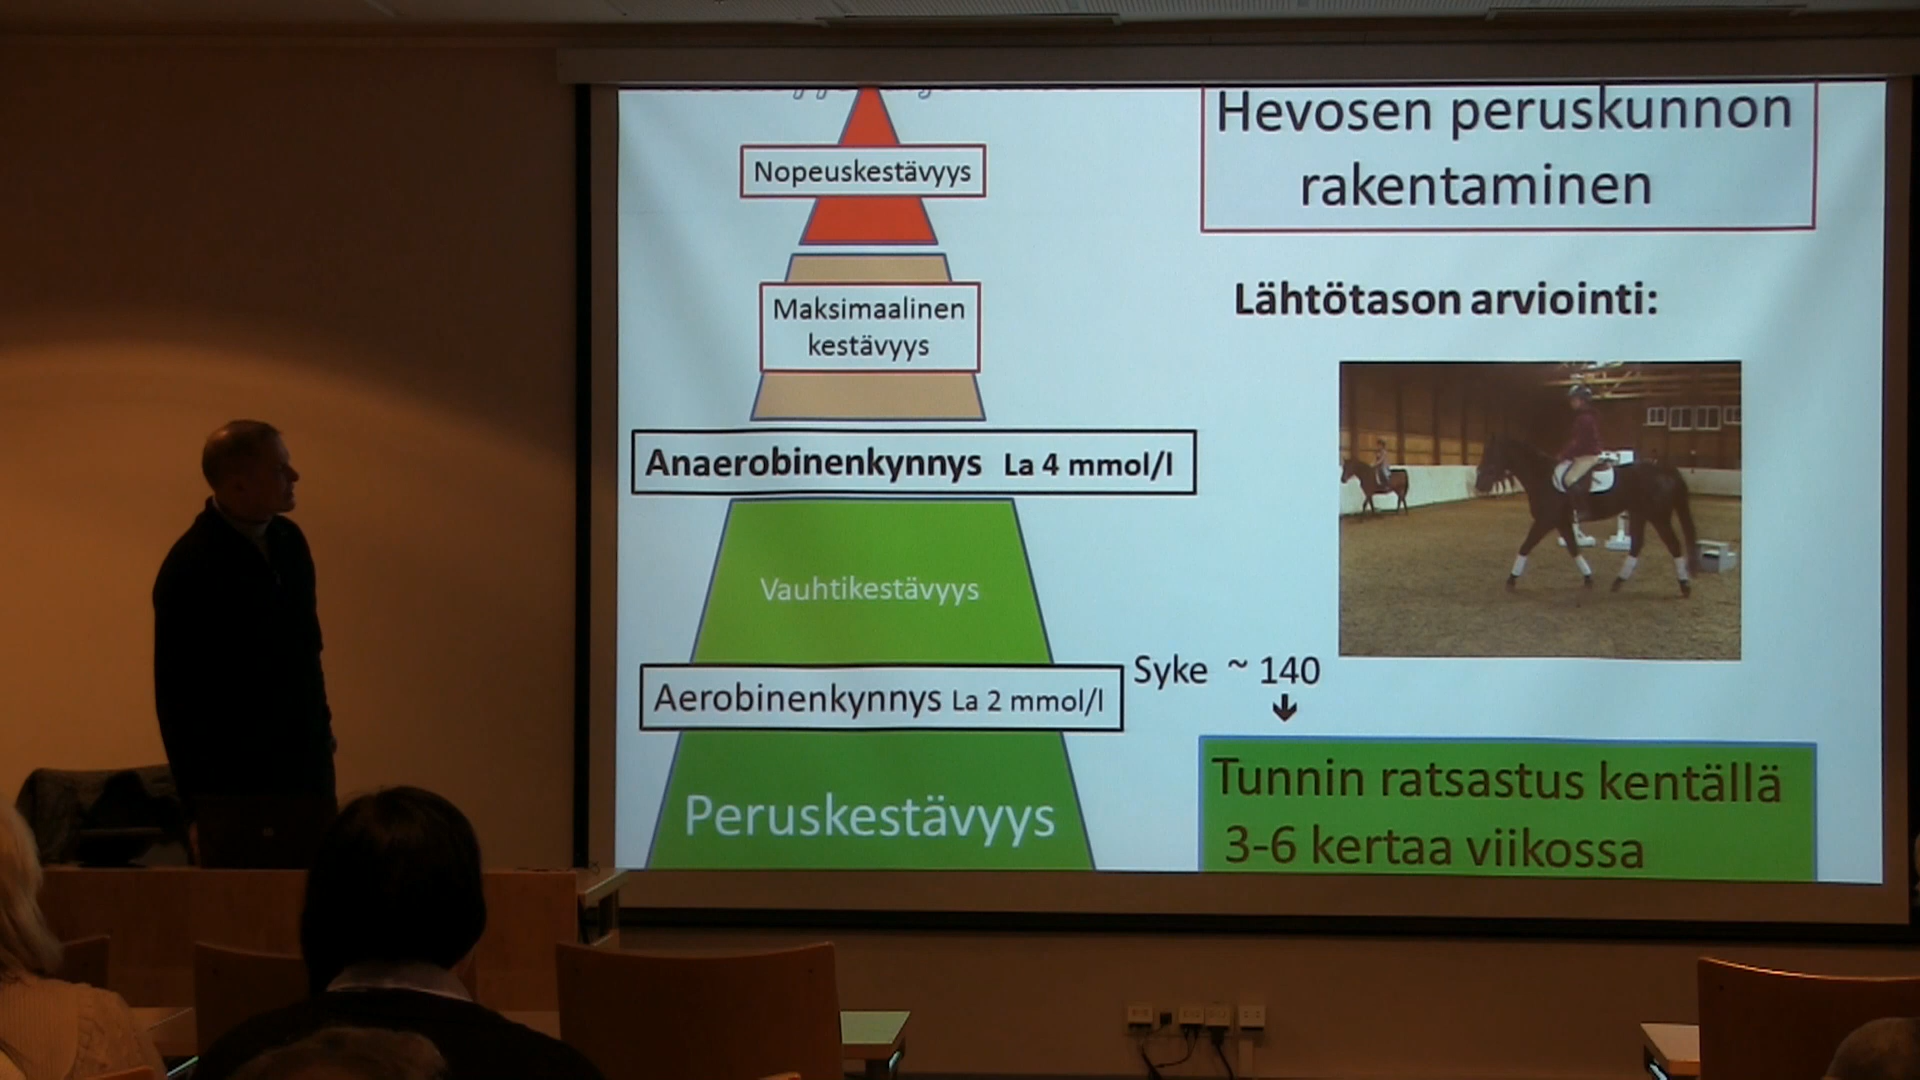 Hevosen peruskunnon
rakentaminen
Nopeuskestävyys
Maksimaalinen
kestävyys
Lähtötason arviointi:
Anaerobinenkynnys La 4 mmol/l
Vauhtikestävyys
Aerobinenkynnys La 2 mmol/l
Syke ~ 140
Peruskestävyys
Tunnin ratsastus kentällä
3-6 kertaa viikossa